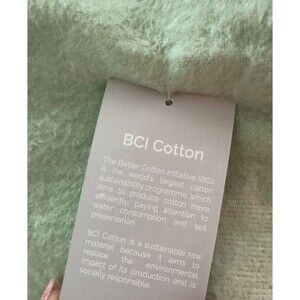 BCI Cotton
The Better Cotton Initiative (BCI)
is the world's largest cotton
sustainability programme, which
aims to produce cotton more
efficiently, paying attention to
water consumption and soil
preservation.
BCI Cotton is a sustainable raw
material because it aims to
reduce the environmental
impact of its production and is
socially responsible.